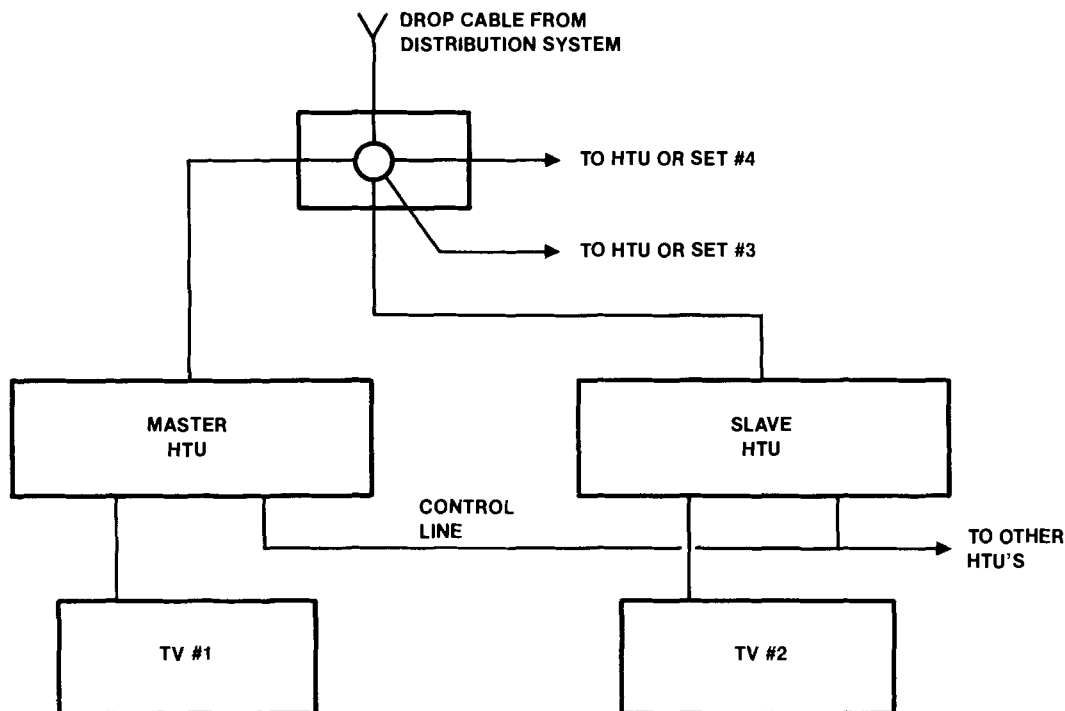 DROP CABLE FROM
DISTRIBUTION SYSTEM
TO HTU OR SET #4
TO HTU OR SET #3
MASTER
HTU
SLAVE
HTU
CONTROL
LINE
TO OTHER
HTU'S
TV #1
TV #2